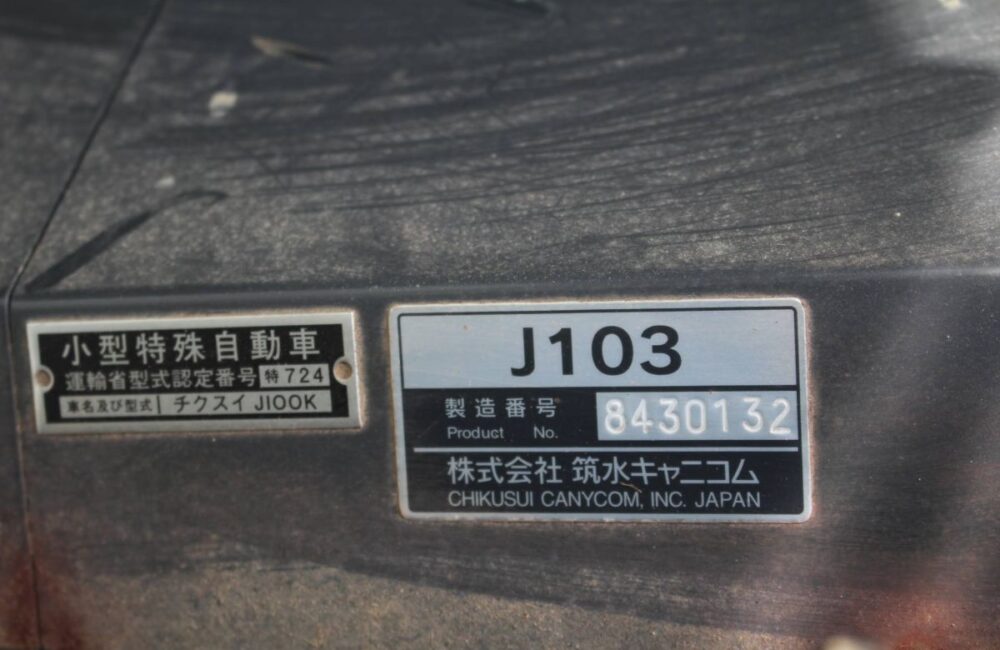 小型特殊自動車
運輸省型式認定番号 特724
車名及び型式 チクスイ J100K
J103
製造番号 8430132
Product No.
株式会社 筑水キャニコム
CHIKUSUI CANYCOM, INC. JAPAN